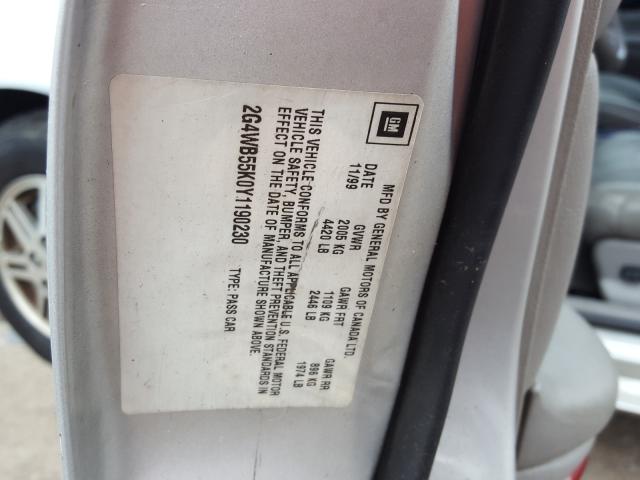 GM
MFD BY GENERAL MOTORS OF CANADA LTD.
DATE GVWR GAWR FRT GAWR RR
11/99 2005 KG 1109 KG 896 KG
4420 LB 2446 LB 1974 LB
THIS VEHICLE CONFORMS TO ALL APPLICABLE U.S. FEDERAL MOTOR
VEHICLE SAFETY, BUMPER, AND THEFT PREVENTION STANDARDS IN
EFFECT ON THE DATE OF MANUFACTURE SHOWN ABOVE.
2G4WB55K0Y1190230 TYPE: PASS CAR